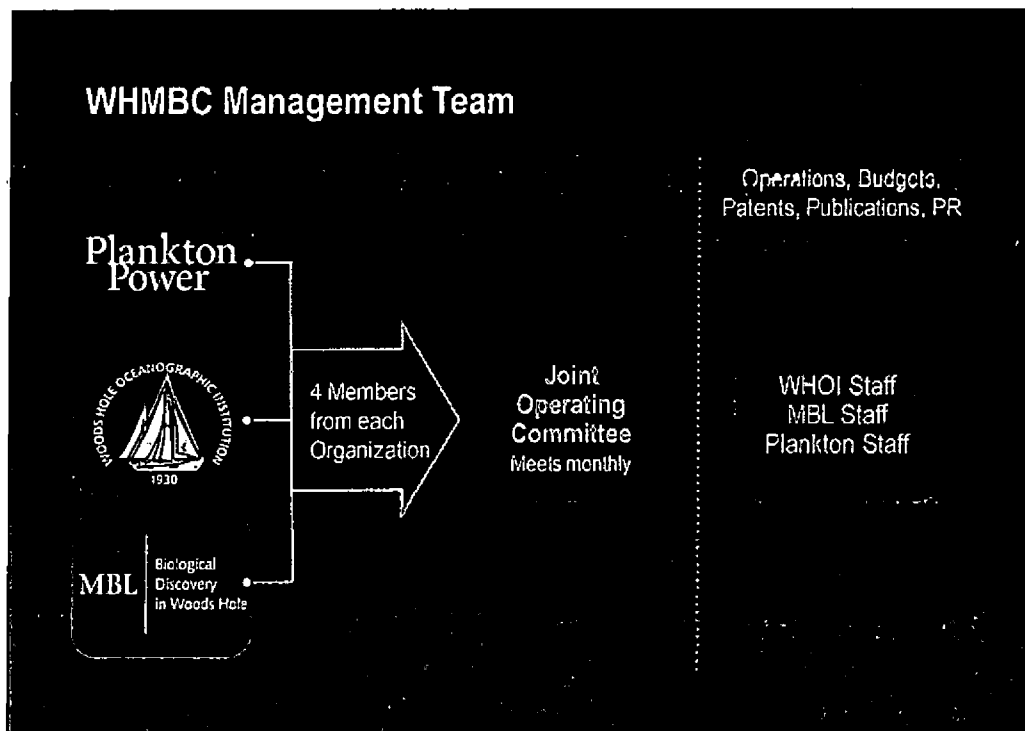 WHMBC Management Team
Operations, Budgets,
Patents, Publications, PR
Plankton
Power
WOODS HOLE OCEANOGRAPHIC INSTITUTION
1930
MBL
Biological
Discovery
in Woods Hole
4 Members
from each
Organization
Joint
Operating
Committee
Meets monthly
WHOI Staff
MBL Staff
Plankton Staff